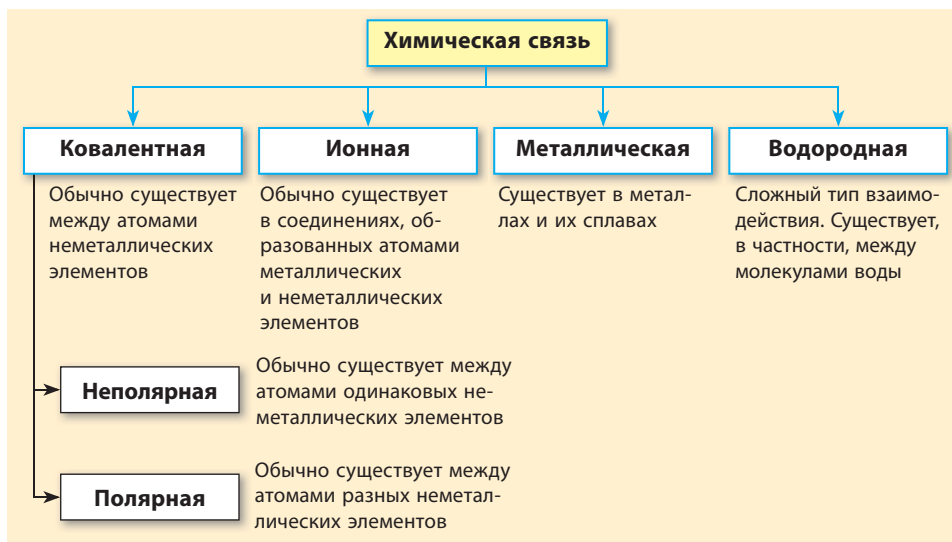 Химическая связь
Ковалентная
Обычно существует
между атомами
неметаллических
элементов
Ионная
Обычно существует
в соединениях, об-
разованных атомами
металлических
и неметаллических
элементов
Металлическая
Существует в метал-
лах и их сплавах
Водородная
Сложный тип взаимо-
действия. Существует,
в частности, между
молекулами воды
Неполярная
Обычно существует между
атомами одинаковых не-
металлических элементов
Полярная
Обычно существует между
атомами разных неметал-
лических элементов